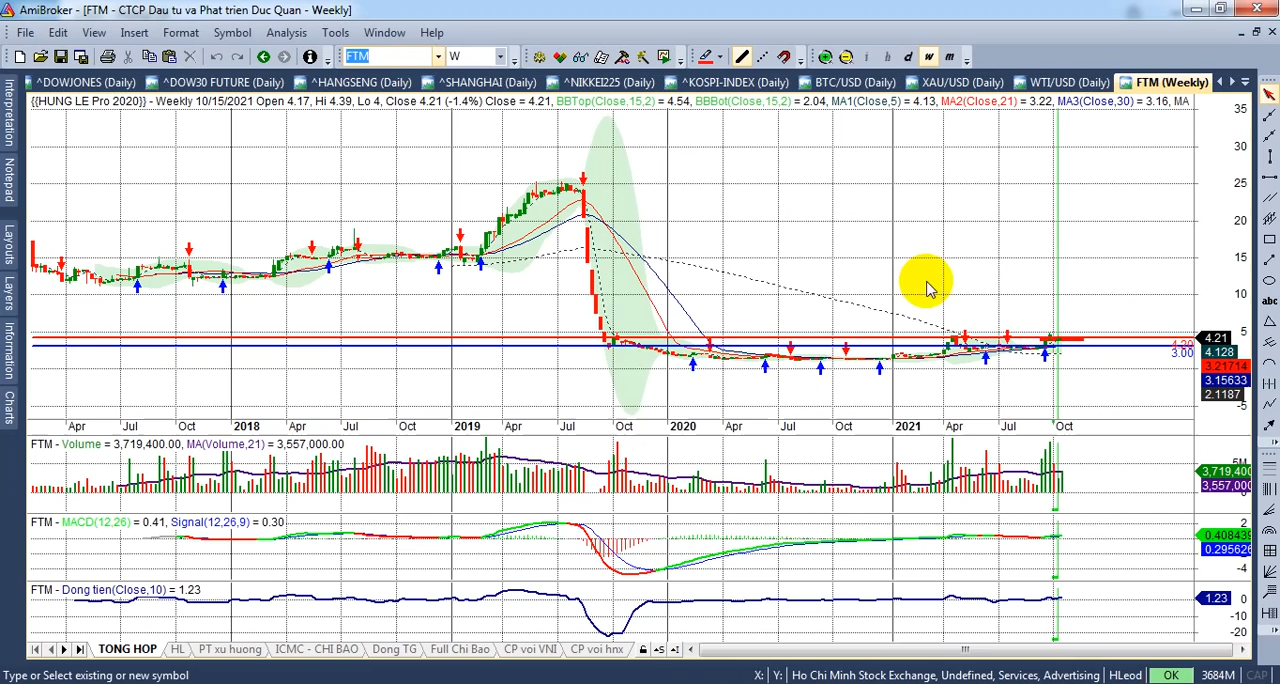 AmiBroker - [FTM - CTCP Dau tu va Phat trien Duc Quan - Weekly]
File Edit View Insert Format Symbol Analysis Tools Window Help
FTM W
i h d w m
^DOWJONES (Daily) ^DOW30 FUTURE (Daily) ^HANGSENG (Daily) ^SHANGHAI (Daily) ^NIKKEI225 (Daily) ^KOSPI-INDEX (Daily) BTC/USD (Daily) XAU/USD (Daily) WTI/USD (Daily) FTM (Weekly)
{{HUNG LE Pro 2020}} - Weekly 10/15/2021 Open 4.17, Hi 4.39, Lo 4, Close 4.21 (-1.4%) Close = 4.21, BBTop(Close,15,2) = 4.54, BBBot(Close,15,2) = 2.04, MA1(Close,5) = 4.13, MA2(Close,21) = 3.22, MA3(Close,30) = 3.16, MA
Interpretation
Notepad
Layouts
Layers
Information
Charts
abc
35
30
25
20
15
10
5
4.21
3.00
4.128
3.21714
3.15633
2.1187
-5
Apr Jul Oct 2018 Apr Jul Oct 2019 Apr Jul Oct 2020 Apr Jul Oct 2021 Apr Jul Oct
FTM - Volume = 3,719,400.00, MA(Volume,21) = 3,557,000.00
5M
3,719,400
3,557,000
0
FTM - MACD(12,26) = 0.41, Signal(12,26,9) = 0.30
2
0.408439
0.295626
-4
FTM - Dong tien(Close,10) = 1.23
1.23 0
-10
-20
TONG HOP HL PT xu huong ICMC - CHI BAO Dong TG Full Chi Bao CP voi VNI CP voi hnx
Type or Select existing or new symbol X: Y: Ho Chi Minh Stock Exchange, Undefined, Services, Advertising HLeod OK 3684M CAP